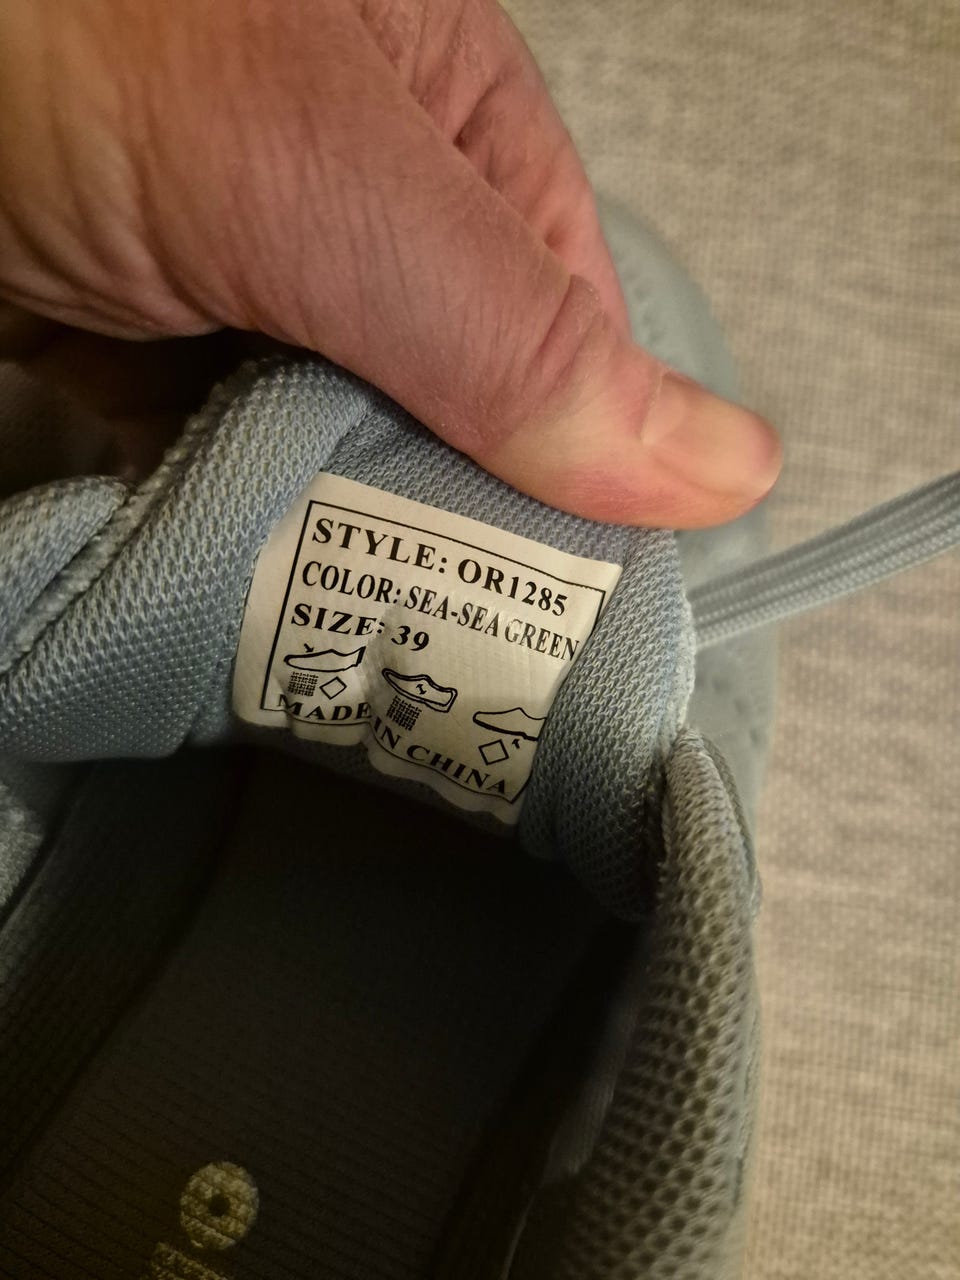 STYLE: OR1285
COLOR: SEA-SEA GREEN
SIZE: 39
MADE IN CHINA